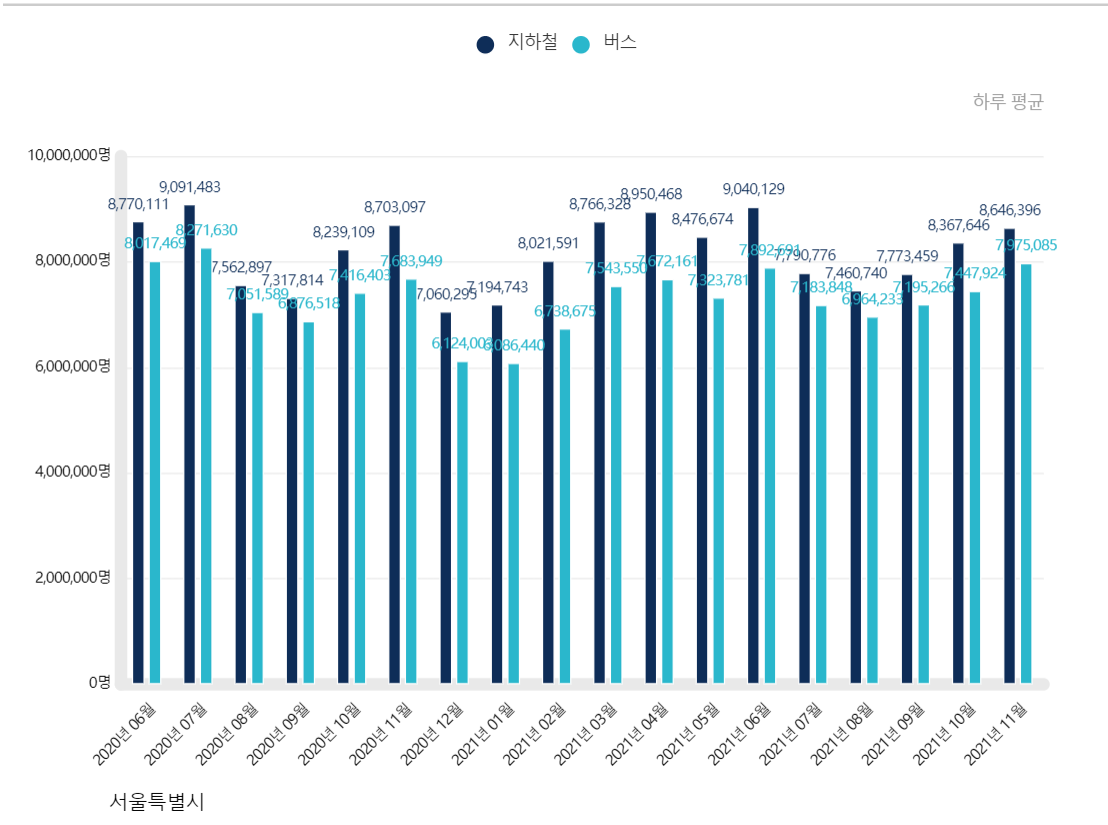 지하철 버스
하루 평균
10,000,000명
8,000,000명
6,000,000명
4,000,000명
2,000,000명
0명
8,770,111
9,091,483
7,562,897
7,317,814
8,239,109
8,703,097
7,060,295
7,194,743
8,021,591
8,766,328
8,950,468
8,476,674
9,040,129
7,790,776
7,460,740
7,773,459
8,367,646
8,646,396
8,017,469
8,271,630
7,051,589
6,876,518
7,416,403
7,683,949
6,086,440
6,738,675
7,543,550
7,672,161
7,323,781
7,892,691
7,183,848
6,964,233
7,195,266
7,447,924
7,975,085
2020년 06월
2020년 07월
2020년 08월
2020년 09월
2020년 10월
2020년 11월
2020년 12월
2021년 01월
2021년 02월
2021년 03월
2021년 04월
2021년 05월
2021년 06월
2021년 07월
2021년 08월
2021년 09월
2021년 10월
2021년 11월
서울특별시